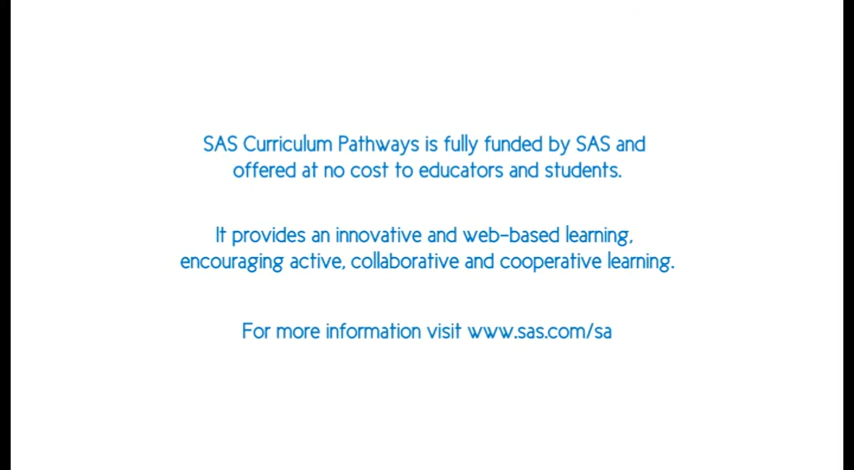 SAS Curriculum Pathways is fully funded by SAS and
offered at no cost to educators and students.
It provides an innovative and web-based learning,
encouraging active, collaborative and cooperative learning.
For more information visit www.sas.com/sa